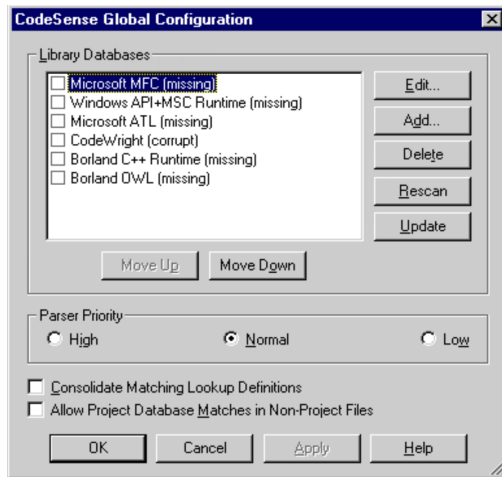 CodeSense Global Configuration
Library Databases
Microsoft MFC (missing)
Windows API+MSC Runtime (missing)
Microsoft ATL (missing)
CodeWright (corrupt)
Borland C++ Runtime (missing)
Borland OWL (missing)
Edit...
Add...
Delete
Rescan
Update
Move Up
Move Down
Parser Priority
High
Normal
Low
Consolidate Matching Lookup Definitions
Allow Project Database Matches in Non-Project Files
OK
Cancel
Apply
Help